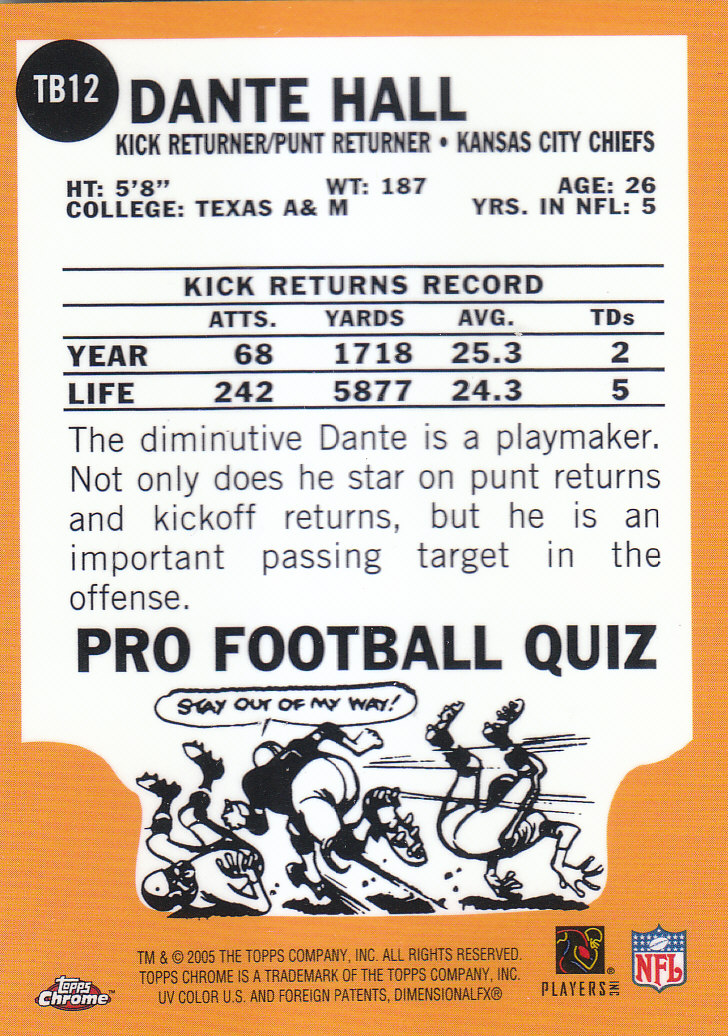 TB12
DANTE HALL
KICK RETURNER/PUNT RETURNER • KANSAS CITY CHIEFS
HT: 5'8" WT: 187 AGE: 26
COLLEGE: TEXAS A& M YRS. IN NFL: 5
KICK RETURNS RECORD
ATTS. YARDS AVG. TDs
YEAR 68 1718 25.3 2
LIFE 242 5877 24.3 5
The diminutive Dante is a playmaker.
Not only does he star on punt returns
and kickoff returns, but he is an
important passing target in the
offense.
PRO FOOTBALL QUIZ
STAY OUT OF MY WAY!
TM & © 2005 THE TOPPS COMPANY, INC. ALL RIGHTS RESERVED.
TOPPS CHROME IS A TRADEMARK OF THE TOPPS COMPANY, INC.
UV COLOR U.S. AND FOREIGN PATENTS, DIMENSIONALFX®
Topps
Chrome™
PLAYERS INC ®
NFL